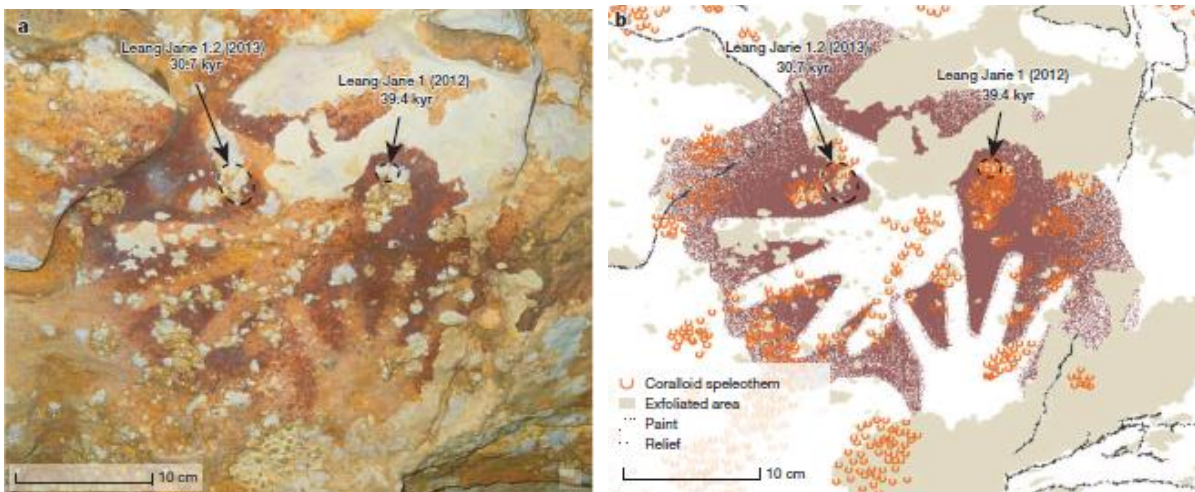 a
Leang Jarie 1.2 (2013)
30.7 kyr
Leang Jarie 1 (2012)
39.4 kyr
10 cm
b
Leang Jarie 1.2 (2013)
30.7 kyr
Leang Jarie 1 (2012)
39.4 kyr
Coralloid speleothem
Exfoliated area
Paint
Relief
10 cm